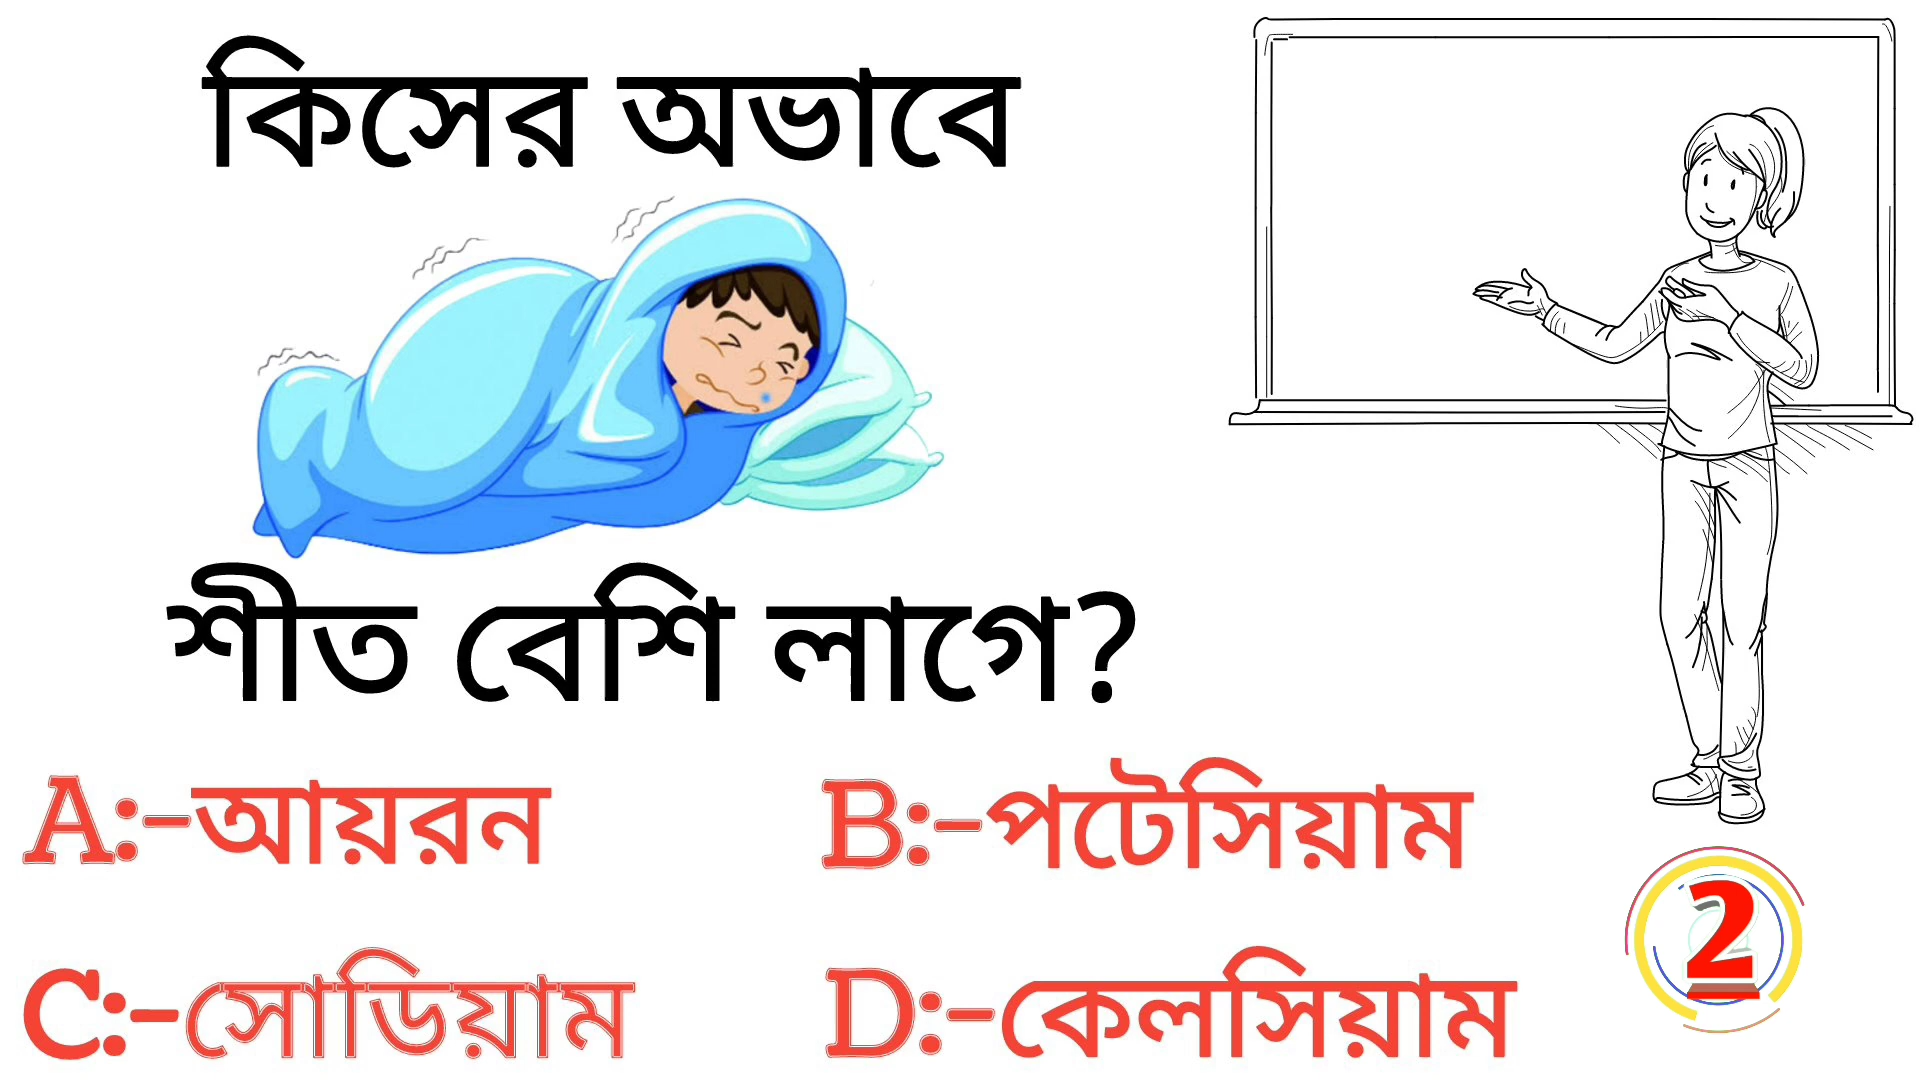 কিসের অভাবে
শীত বেশি লাগে?
A:-আয়রন
B:-পটেসিয়াম
C:-সোডিয়াম
D:-কেলসিয়াম
2